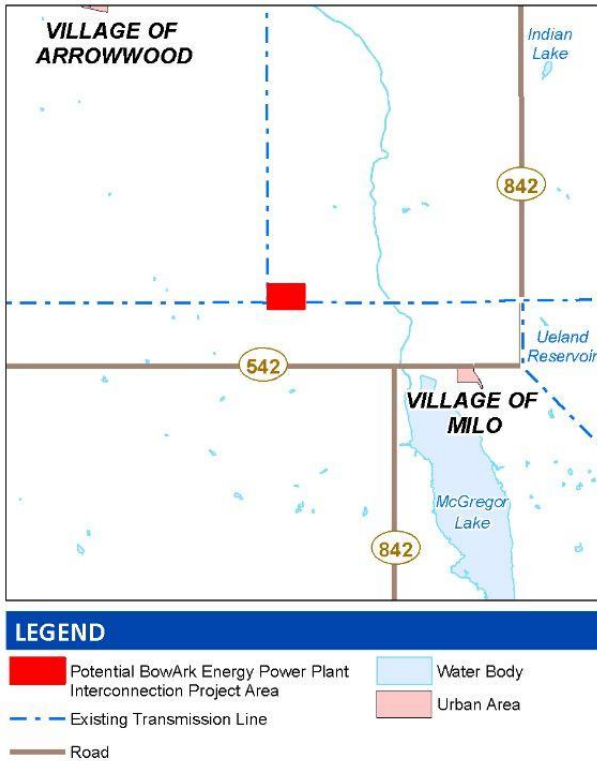 VILLAGE OF
ARROWWOOD
Indian
Lake
842
Ueland
Reservoir
542
VILLAGE OF
MILO
McGregor
Lake
842
LEGEND
Potential BowArk Energy Power Plant
Interconnection Project Area
Existing Transmission Line
Road
Water Body
Urban Area